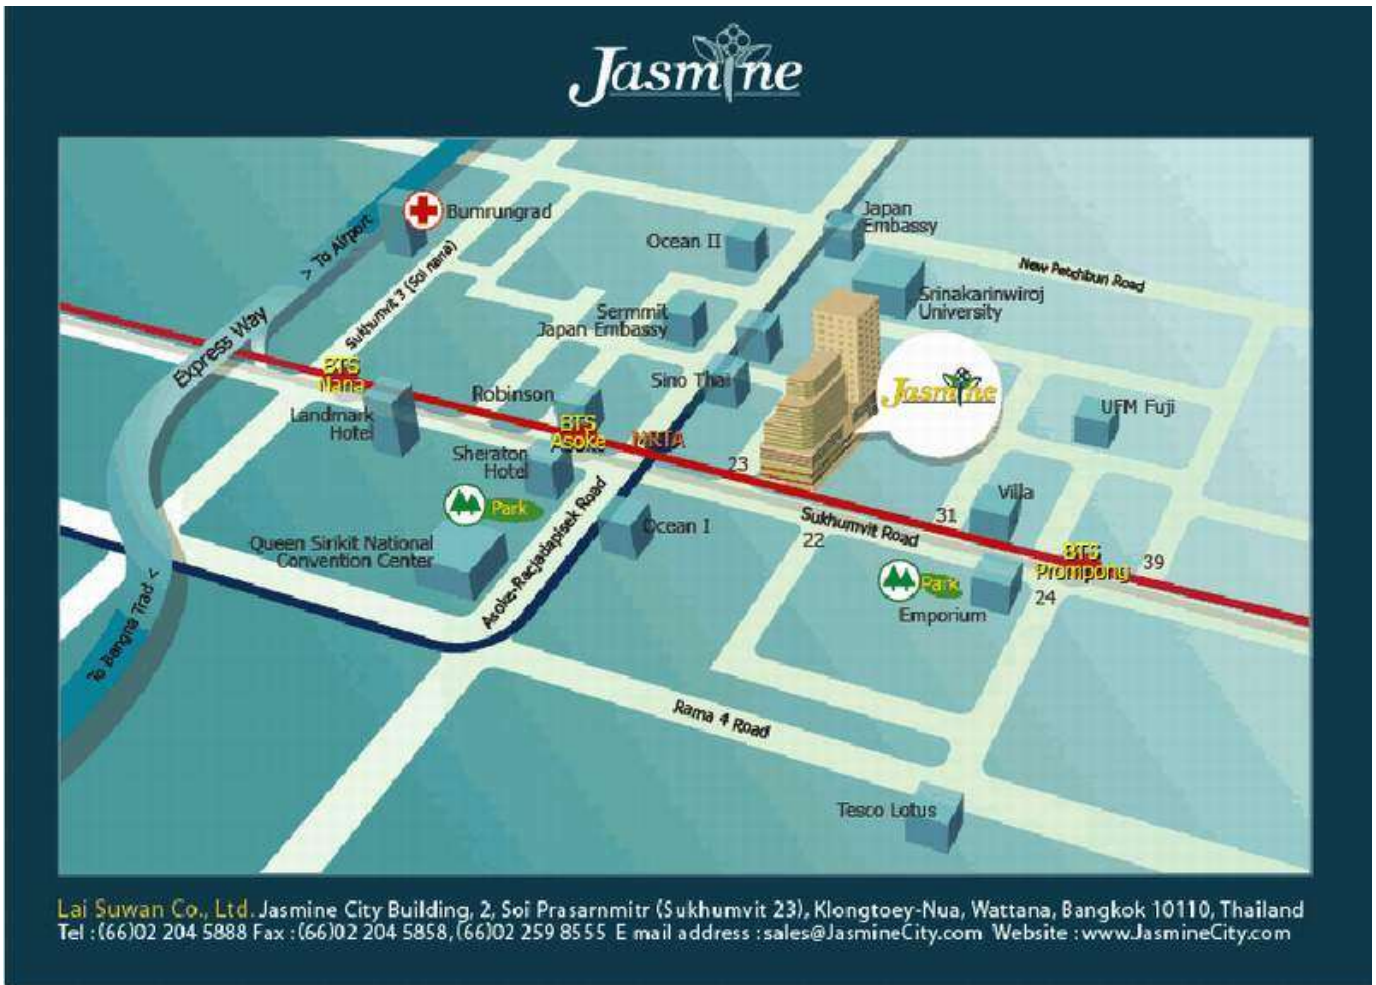 Jasmine
Bumrungrad
> To Airport
Sukhumvit 3 (Soi nana)
Express Way
Japan
Embassy
Ocean II
New Petchburi Road
Srinakarinwiroj
University
Sermmit
Japan Embassy
Sino Thai
Jasmine
UFM Fuji
BTS
Nana
Landmark
Hotel
Robinson
BTS
Asoke
MRTA
Sheraton
Hotel
23
Park
Ocean I
Asoke-Racjadapisek Road
Queen Sirikit National
Convention Center
Sukhumvit Road
22
31
Villa
BTS
Prompong
39
24
Park
Emporium
To Bangna Trad <
Rama 4 Road
Tesco Lotus
Lai Suwan Co., Ltd. Jasmine City Building, 2, Soi Prasarnmitr (Sukhumvit 23), Klongtoey-Nua, Wattana, Bangkok 10110, Thailand
Tel : (66)02 204 5888 Fax : (66)02 204 5858, (66)02 259 8555 E mail address : sales@JasmineCity.com Website : www.JasmineCity.com